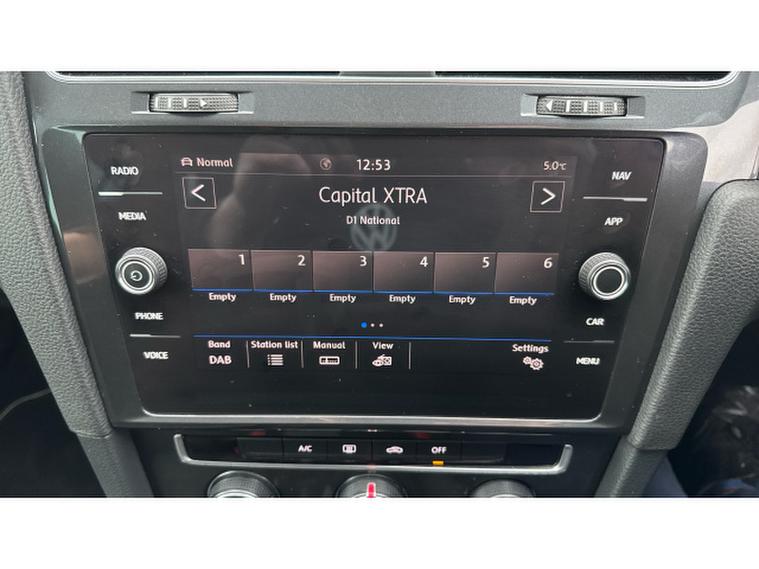 RADIO
MEDIA
PHONE
VOICE
Normal 12:53 5.0°C
< >
Capital XTRA
D1 National
1 2 3 4 5 6
Empty Empty Empty Empty Empty Empty
Band Station list Manual View Settings
DAB
NAV
APP
CAR
MENU
A/C OFF